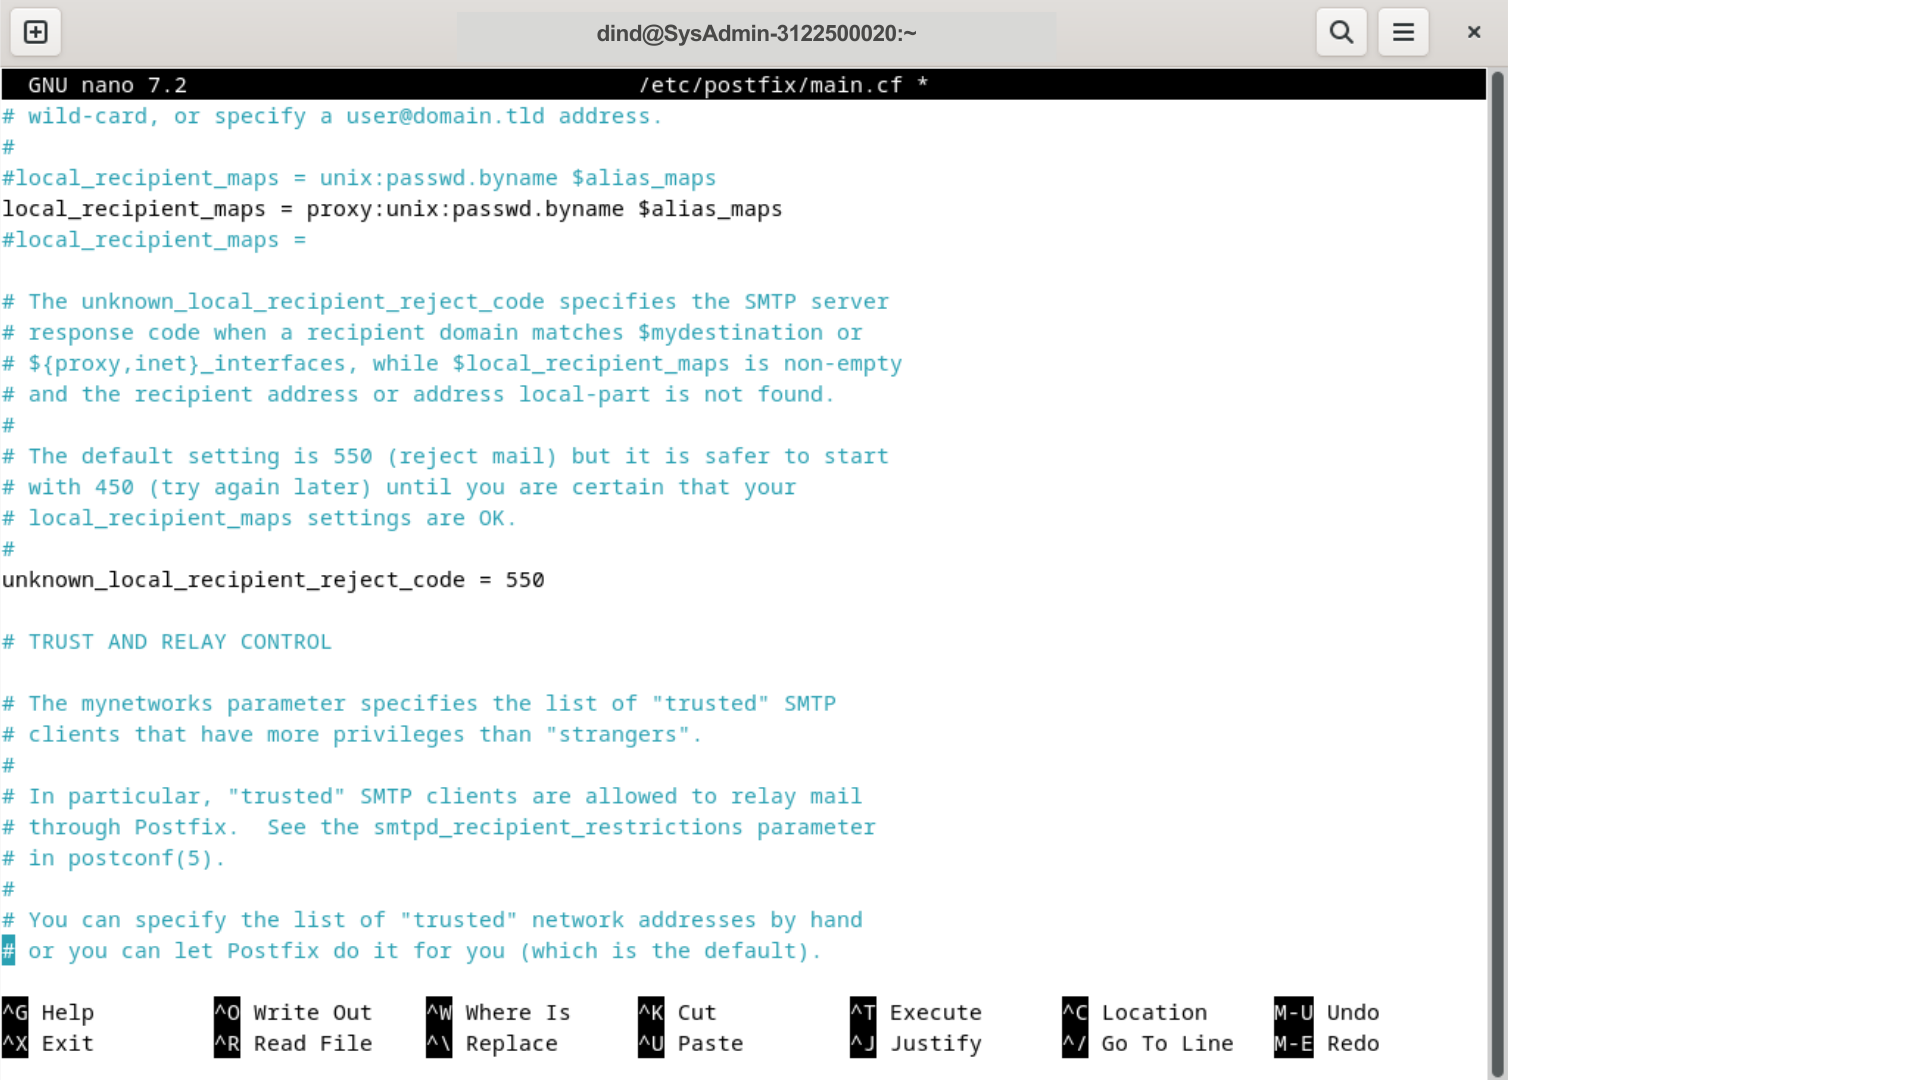 dind@SysAdmin-3122500020:~
GNU nano 7.2 /etc/postfix/main.cf *
# wild-card, or specify a user@domain.tld address.
#
#local_recipient_maps = unix:passwd.byname $alias_maps
local_recipient_maps = proxy:unix:passwd.byname $alias_maps
#local_recipient_maps =
# The unknown_local_recipient_reject_code specifies the SMTP server
# response code when a recipient domain matches $mydestination or
# ${proxy,inet}_interfaces, while $local_recipient_maps is non-empty
# and the recipient address or address local-part is not found.
#
# The default setting is 550 (reject mail) but it is safer to start
# with 450 (try again later) until you are certain that your
# local_recipient_maps settings are OK.
#
unknown_local_recipient_reject_code = 550
# TRUST AND RELAY CONTROL
# The mynetworks parameter specifies the list of "trusted" SMTP
# clients that have more privileges than "strangers".
#
# In particular, "trusted" SMTP clients are allowed to relay mail
# through Postfix.  See the smtpd_recipient_restrictions parameter
# in postconf(5).
#
# You can specify the list of "trusted" network addresses by hand
# or you can let Postfix do it for you (which is the default).
^G Help ^O Write Out ^W Where Is ^K Cut ^T Execute ^C Location M-U Undo
^X Exit ^R Read File ^\ Replace ^U Paste ^J Justify ^/ Go To Line M-E Redo